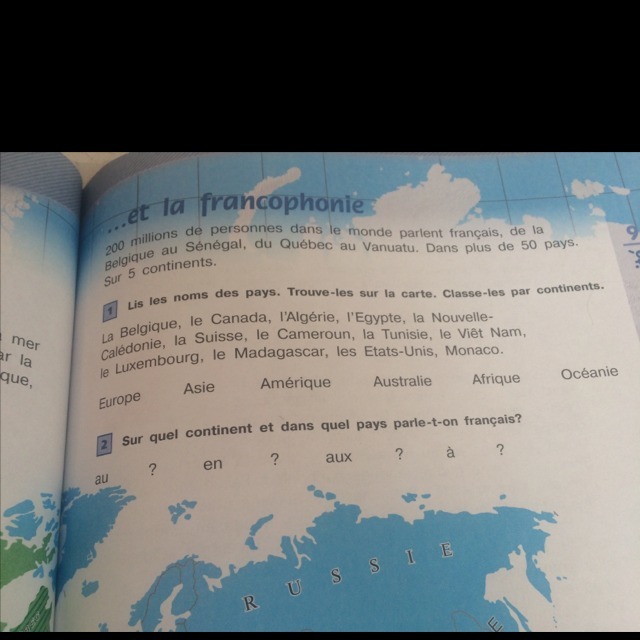 ...et la francophonie
200 millions de personnes dans le monde parlent français, de la
Belgique au Sénégal, du Québec au Vanuatu. Dans plus de 50 pays.
Sur 5 continents.
1 Lis les noms des pays. Trouve-les sur la carte. Classe-les par continents.
La Belgique, le Canada, l'Algérie, l'Egypte, la Nouvelle-
Calédonie, la Suisse, le Cameroun, la Tunisie, le Viêt Nam,
le Luxembourg, le Madagascar, les Etats-Unis, Monaco.
Europe Asie Amérique Australie Afrique Océanie
2 Sur quel continent et dans quel pays parle-t-on français?
au ? en ? aux ? à ?
RUSSIE
mer
ar la
que,